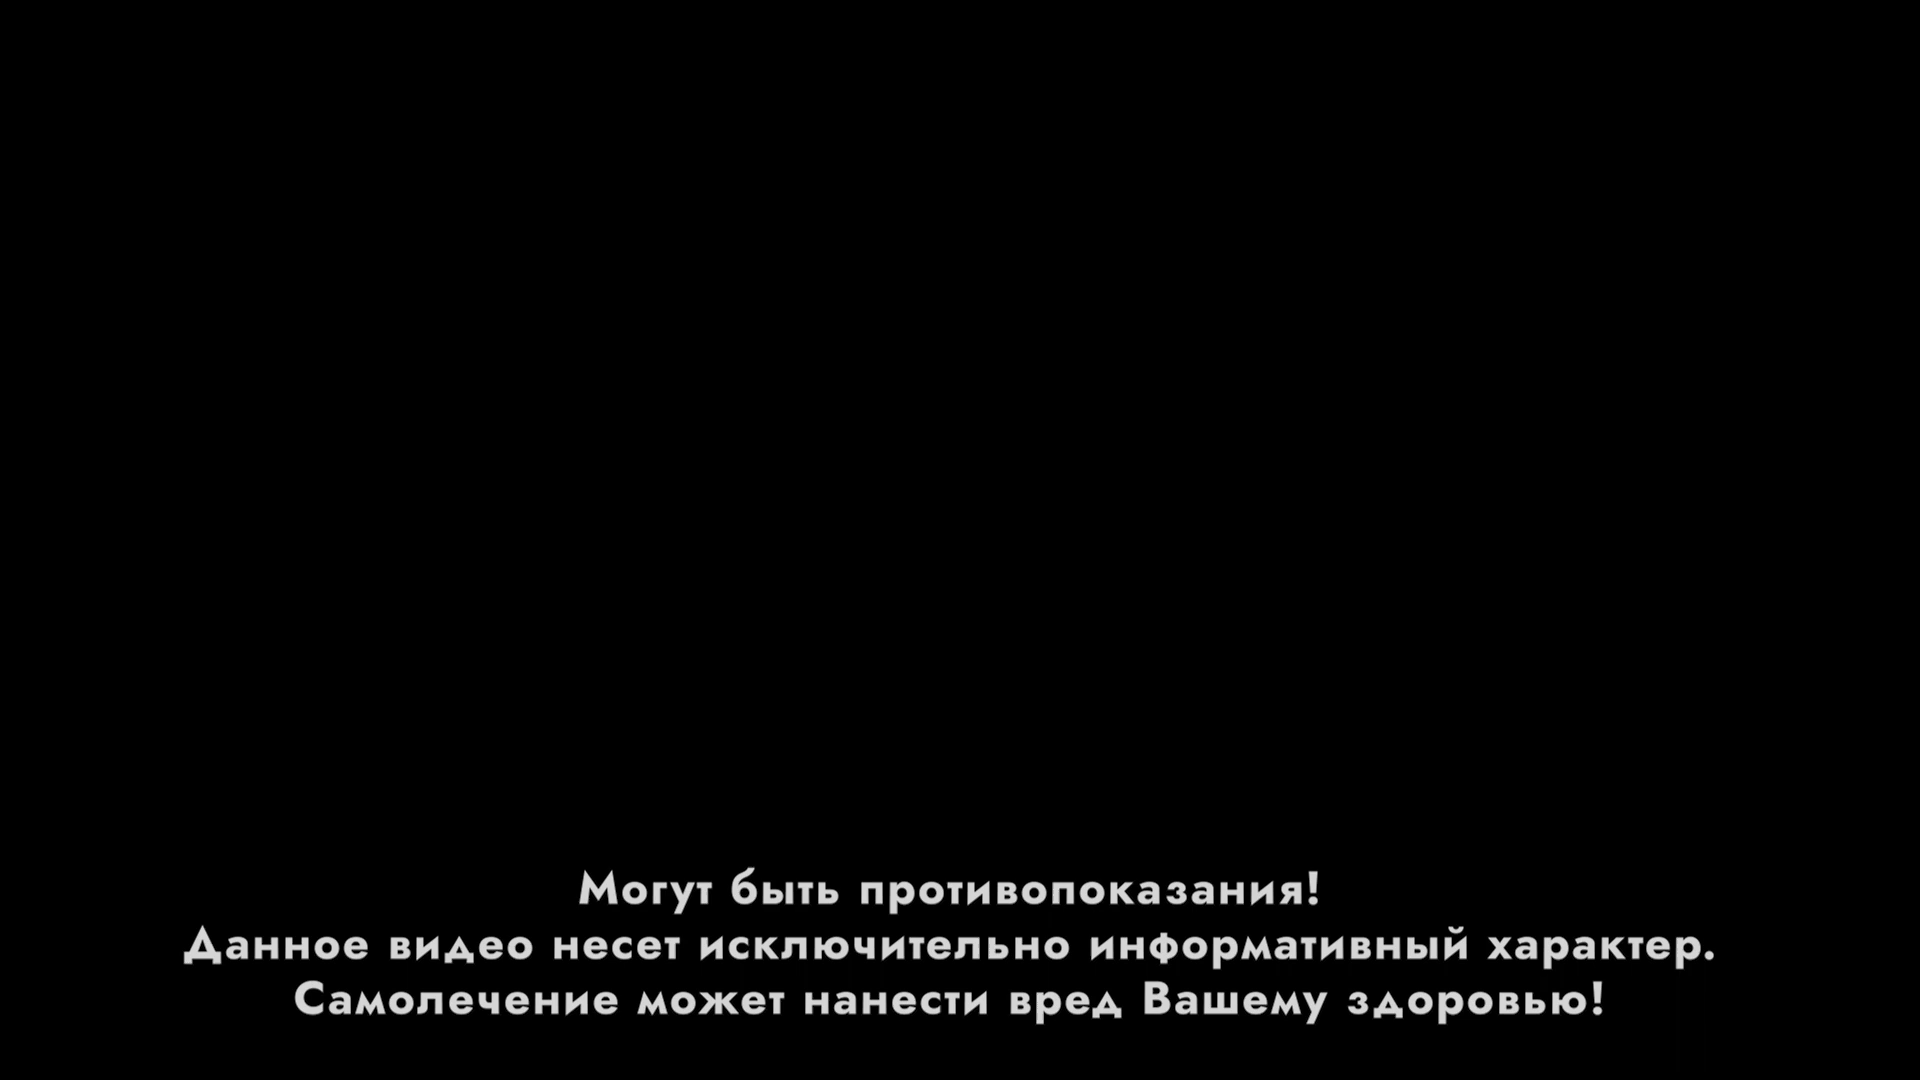 Могут быть противопоказания!
Данное видео несет исключительно информативный характер.
Самолечение может нанести вред Вашему здоровью!